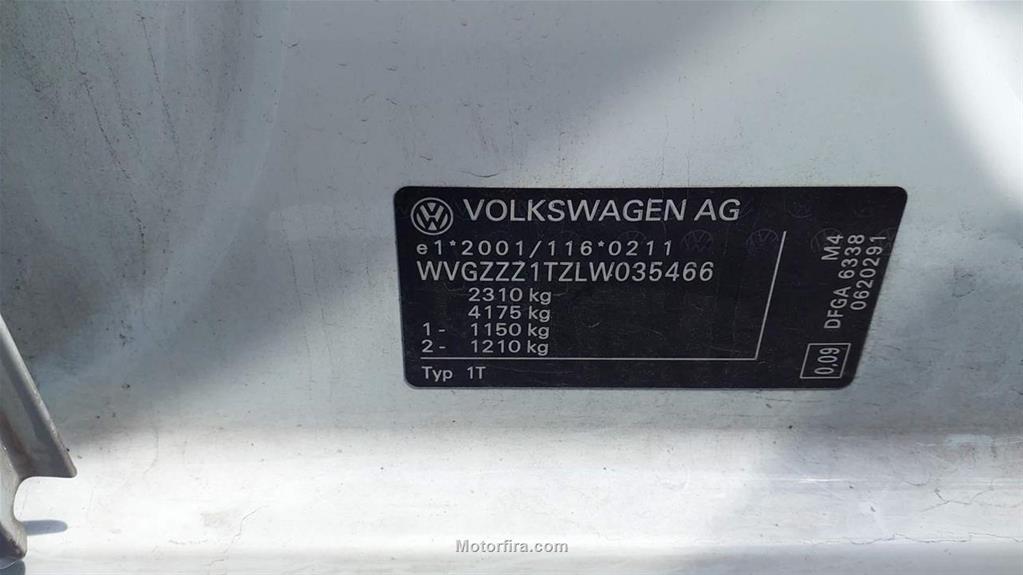 VOLKSWAGEN AG
e1*2001/116*0211
WVGZZZ1TZLW035466
2310 kg
4175 kg
1- 1150 kg
2- 1210 kg
Typ 1T
M4
DFGA 6338
0620291
0,09
Motorfira.com